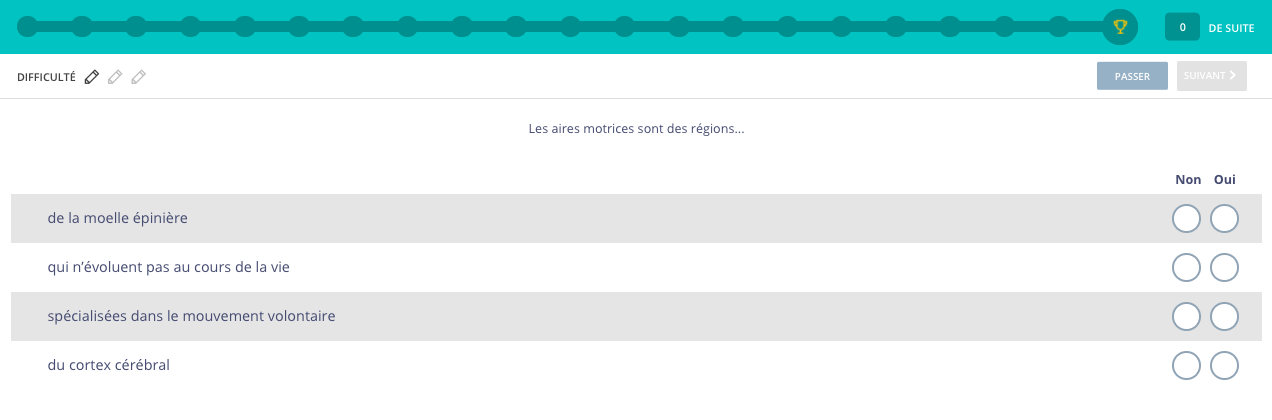 0 DE SUITE
DIFFICULTÉ PASSER SUIVANT
Les aires motrices sont des régions...
Non Oui
de la moelle épinière
qui n’évoluent pas au cours de la vie
spécialisées dans le mouvement volontaire
du cortex cérébral